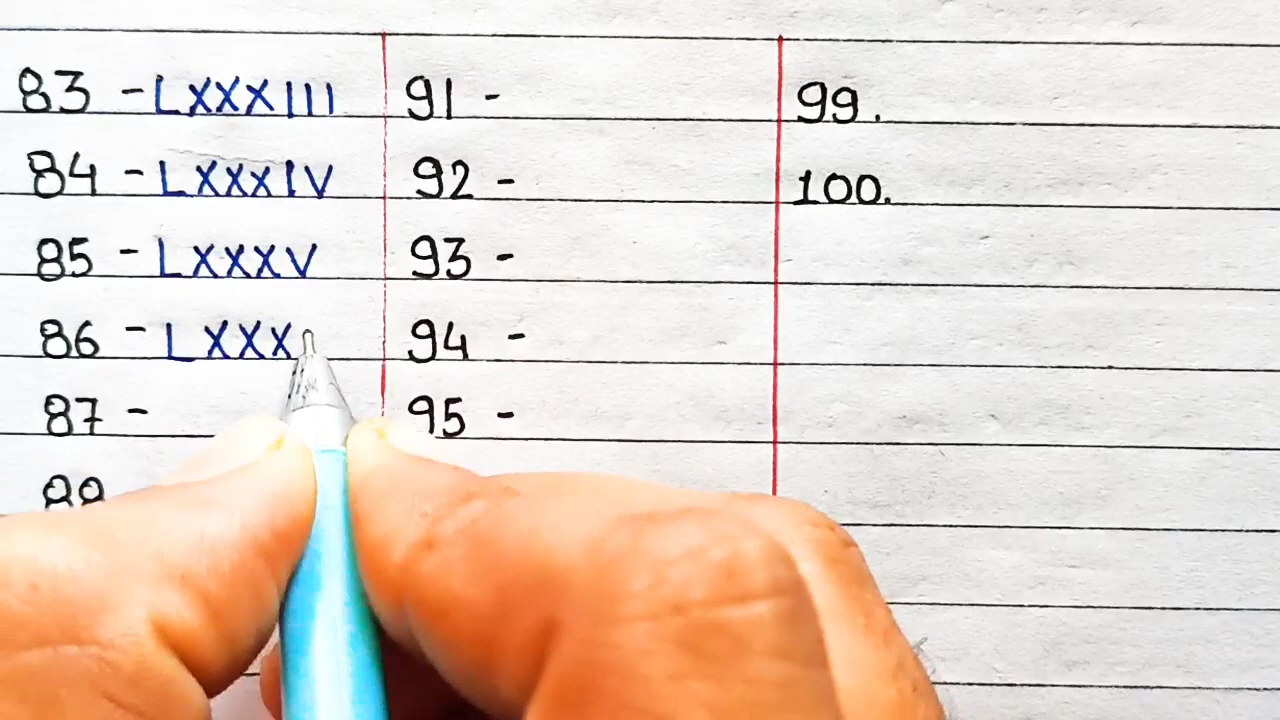 83 - LXXXIII
84 - LXXXIV
85 - LXXXV
86 - LXXX
87 -
91 -
92 -
93 -
94 -
95 -
99.
100.